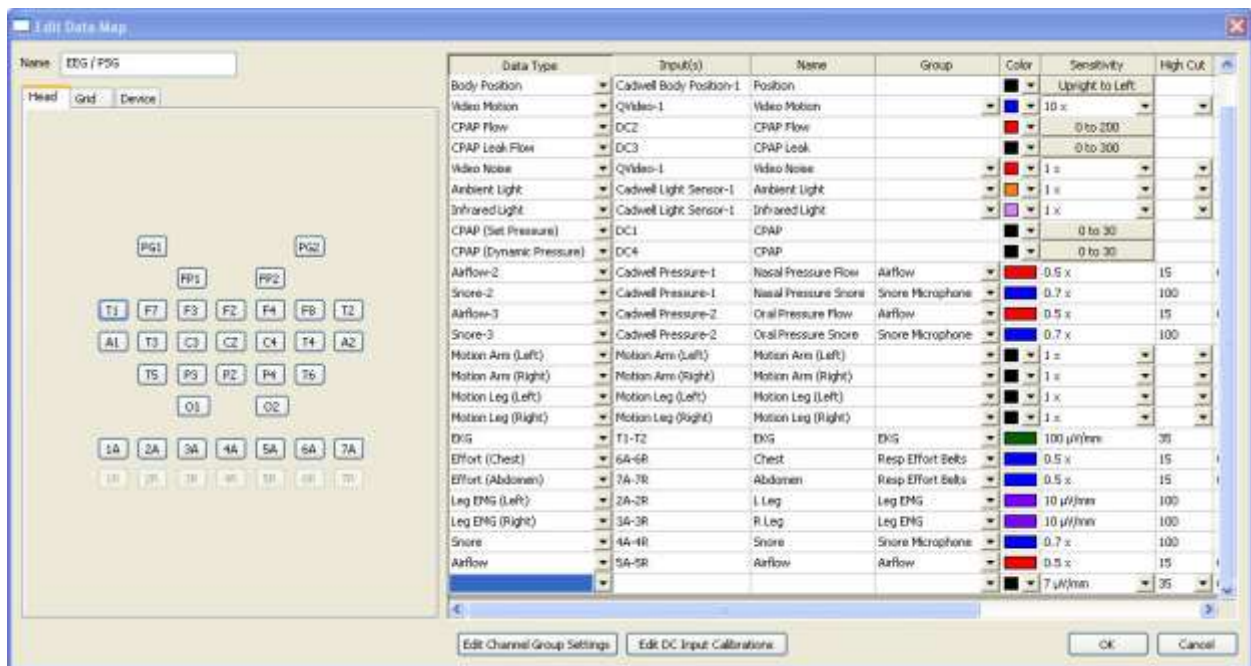 Edit Data Map
Name EEG / PSG
Head Grid Device
PG1 PG2
FP1 FP2
T1 F7 F3 FZ F4 F8 T2
A1 T3 C3 CZ C4 T4 A2
T5 P3 PZ P4 T6
O1 O2
1A 2A 3A 4A 5A 6A 7A
1R 2R 3R 4R 5R 6R 7R
Data Type Input(s) Name Group Color Sensitivity High Cut
Body Position Cadwell Body Position-1 Position Upright to Left
Video Motion QVideo-1 Video Motion 10 x
CPAP Flow DC2 CPAP Flow 0 to 200
CPAP Leak Flow DC3 CPAP Leak 0 to 300
Video Noise QVideo-1 Video Noise 1 x
Ambient Light Cadwell Light Sensor-1 Ambient Light 1 x
Infrared Light Cadwell Light Sensor-1 Infrared Light 1 x
CPAP (Set Pressure) DC1 CPAP 0 to 30
CPAP (Dynamic Pressure) DC4 CPAP 0 to 30
Airflow-2 Cadwell Pressure-1 Nasal Pressure Flow Airflow 0.5 x 15
Snore-2 Cadwell Pressure-1 Nasal Pressure Snore Snore Microphone 0.7 x 100
Airflow-3 Cadwell Pressure-2 Oral Pressure Flow Airflow 0.5 x 15
Snore-3 Cadwell Pressure-2 Oral Pressure Snore Snore Microphone 0.7 x 100
Motion Arm (Left) Motion Arm (Left) Motion Arm (Left) 1 x
Motion Arm (Right) Motion Arm (Right) Motion Arm (Right) 1 x
Motion Leg (Left) Motion Leg (Left) Motion Leg (Left) 1 x
Motion Leg (Right) Motion Leg (Right) Motion Leg (Right) 1 x
EKG T1-T2 EKG EKG 100 µV/mm 35
Effort (Chest) 6A-6R Chest Resp Effort Belts 0.5 x 15
Effort (Abdomen) 7A-7R Abdomen Resp Effort Belts 0.5 x 15
Leg EMG (Left) 2A-2R L Leg Leg EMG 10 µV/mm 100
Leg EMG (Right) 3A-3R R Leg Leg EMG 10 µV/mm 100
Snore 4A-4R Snore Snore Microphone 0.7 x 100
Airflow 5A-5R Airflow Airflow 0.5 x 15
7 µV/mm 35
Edit Channel Group Settings Edit DC Input Calibrations OK Cancel